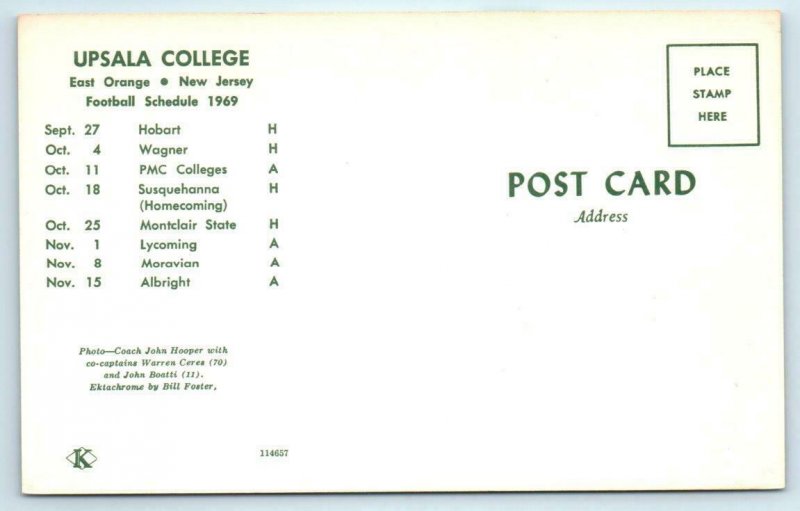 UPSALA COLLEGE
East Orange • New Jersey
Football Schedule 1969
Sept. 27 Hobart H
Oct. 4 Wagner H
Oct. 11 PMC Colleges A
Oct. 18 Susquehanna H
(Homecoming)
Oct. 25 Montclair State H
Nov. 1 Lycoming A
Nov. 8 Moravian A
Nov. 15 Albright A
Photo—Coach John Hooper with
co-captains Warren Ceres (70)
and John Boatti (11).
Ektachrome by Bill Foster,
K
114657
PLACE
STAMP
HERE
POST CARD
Address